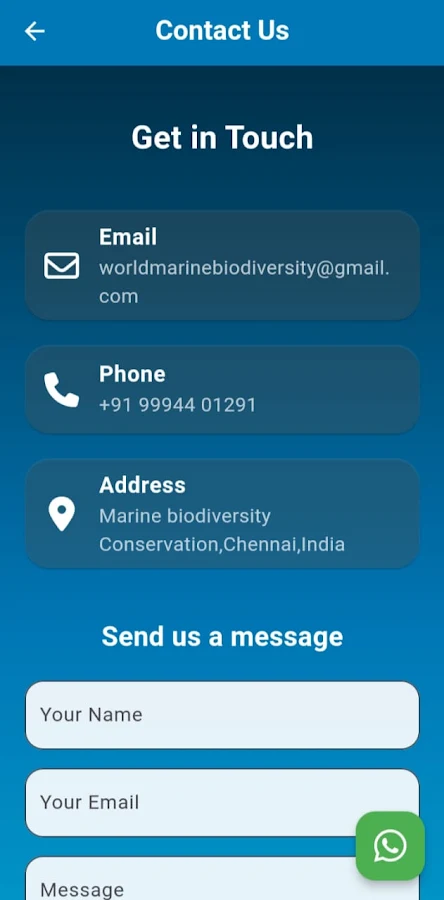 Contact Us
Get in Touch
Email
worldmarinebiodiversity@gmail.
com
Phone
+91 99944 01291
Address
Marine biodiversity
Conservation,Chennai,India
Send us a message
Your Name
Your Email
Message